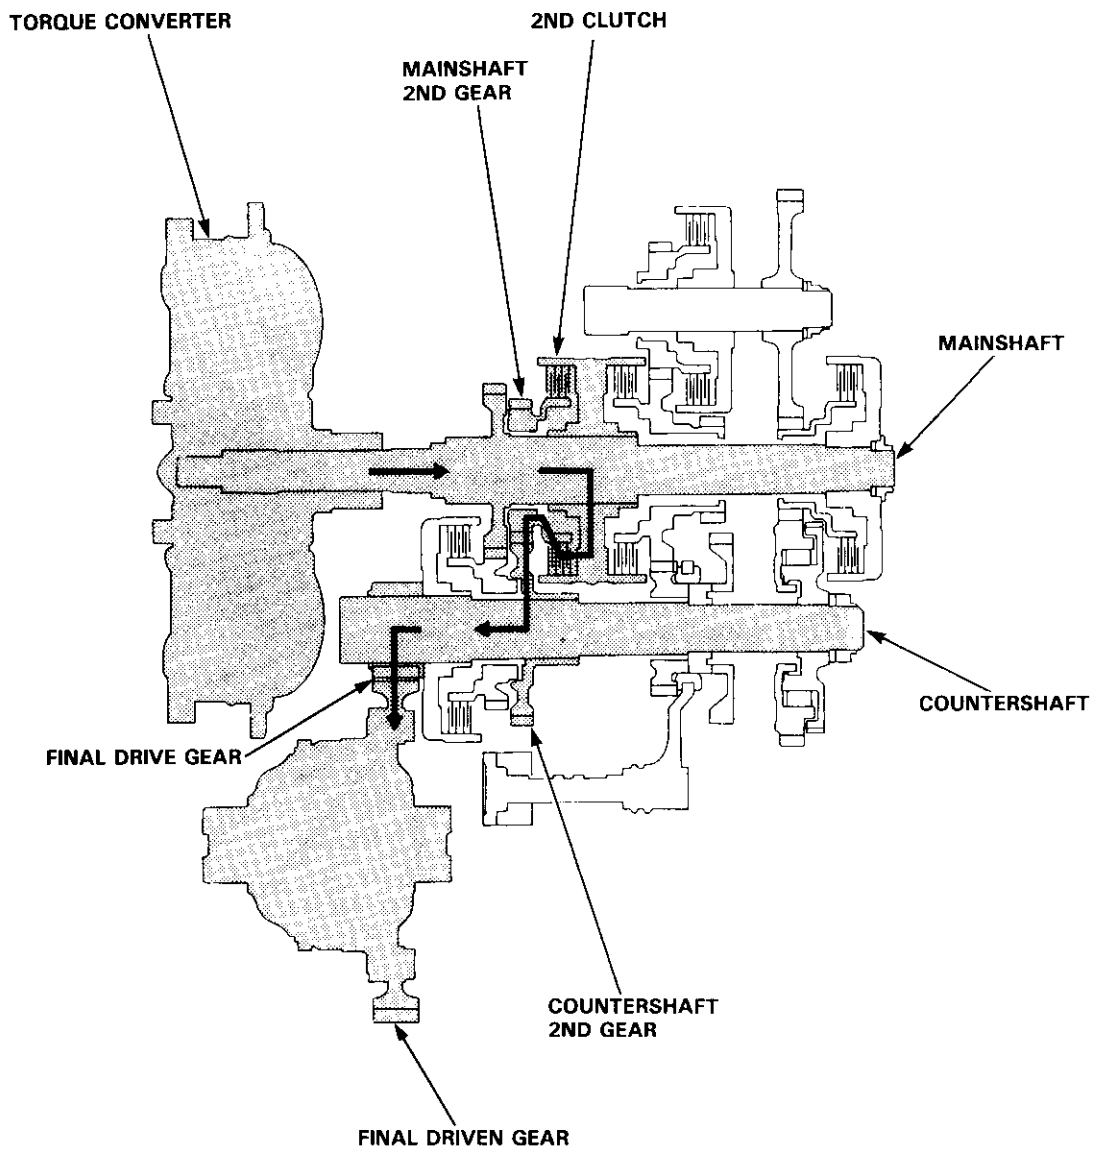 TORQUE CONVERTER
2ND CLUTCH
MAINSHAFT
2ND GEAR
MAINSHAFT
COUNTERSHAFT
FINAL DRIVE GEAR
COUNTERSHAFT
2ND GEAR
FINAL DRIVEN GEAR